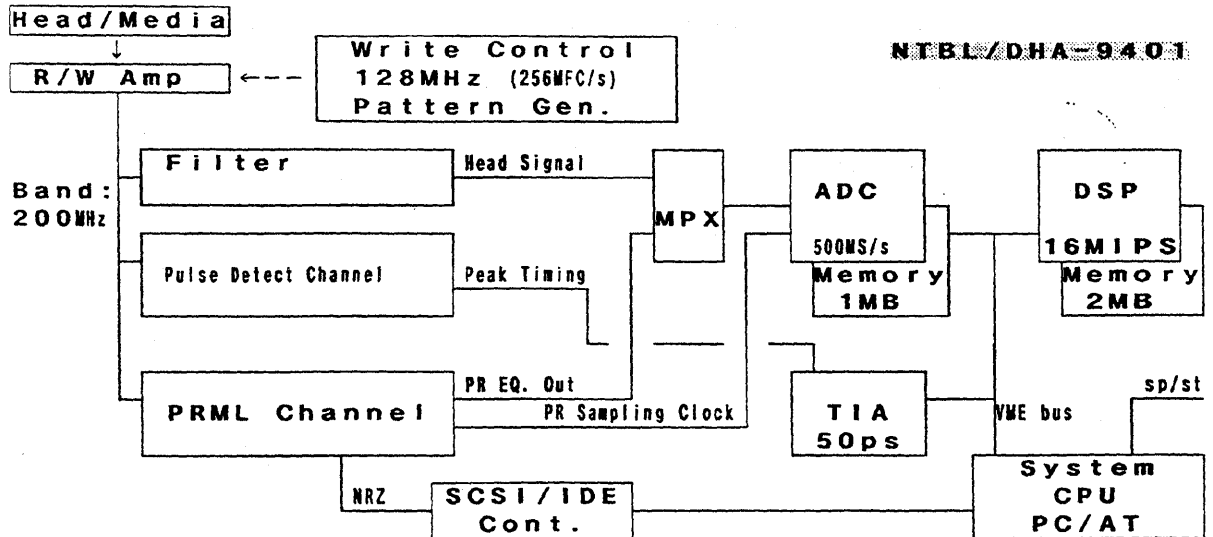 Head/Media
R/W Amp
Write Control
128MHz (256MFC/s)
Pattern Gen.
NTBL/DHA-9401
Band:
200MHz
Filter
Head Signal
MPX
ADC
500MS/s
Memory
1MB
DSP
16MIPS
Memory
2MB
Pulse Detect Channel
Peak Timing
PRML Channel
PR EQ. Out
PR Sampling Clock
TIA
50ps
VME bus
sp/st
NRZ
SCSI/IDE
Cont.
System
CPU
PC/AT